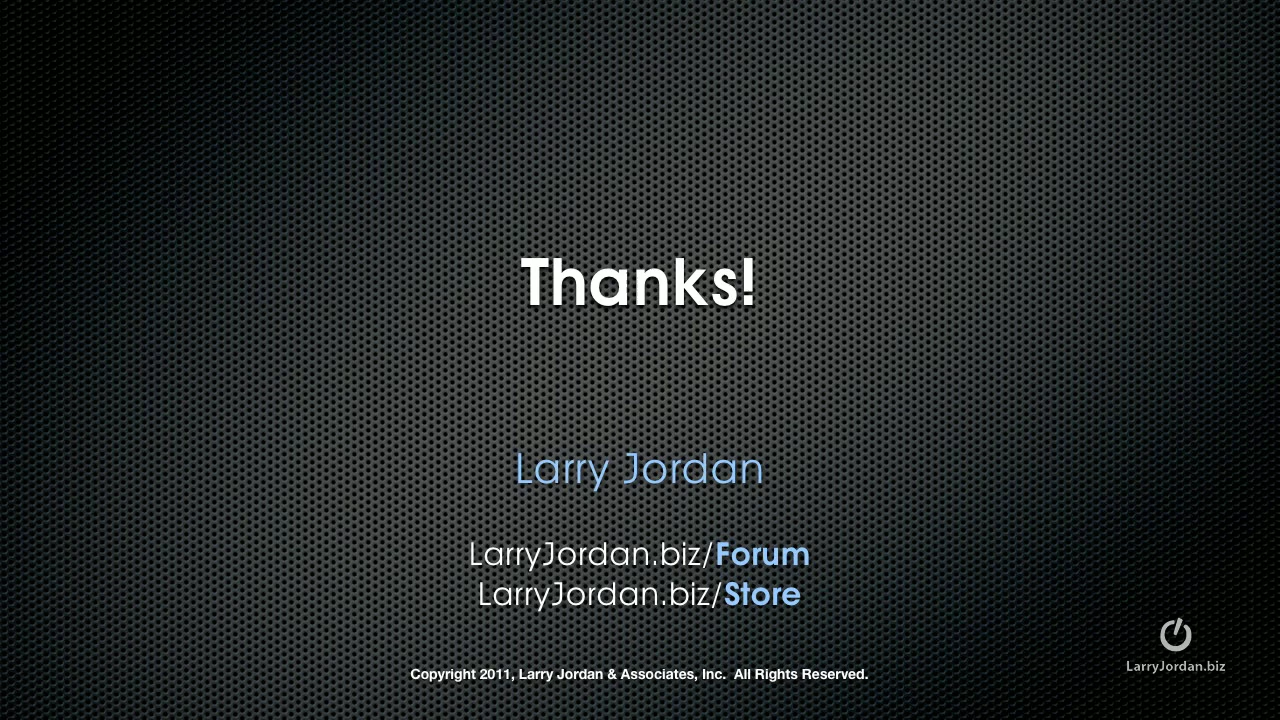 Thanks!
Larry Jordan
LarryJordan.biz/Forum
LarryJordan.biz/Store
Copyright 2011, Larry Jordan & Associates, Inc.  All Rights Reserved.
LarryJordan.biz